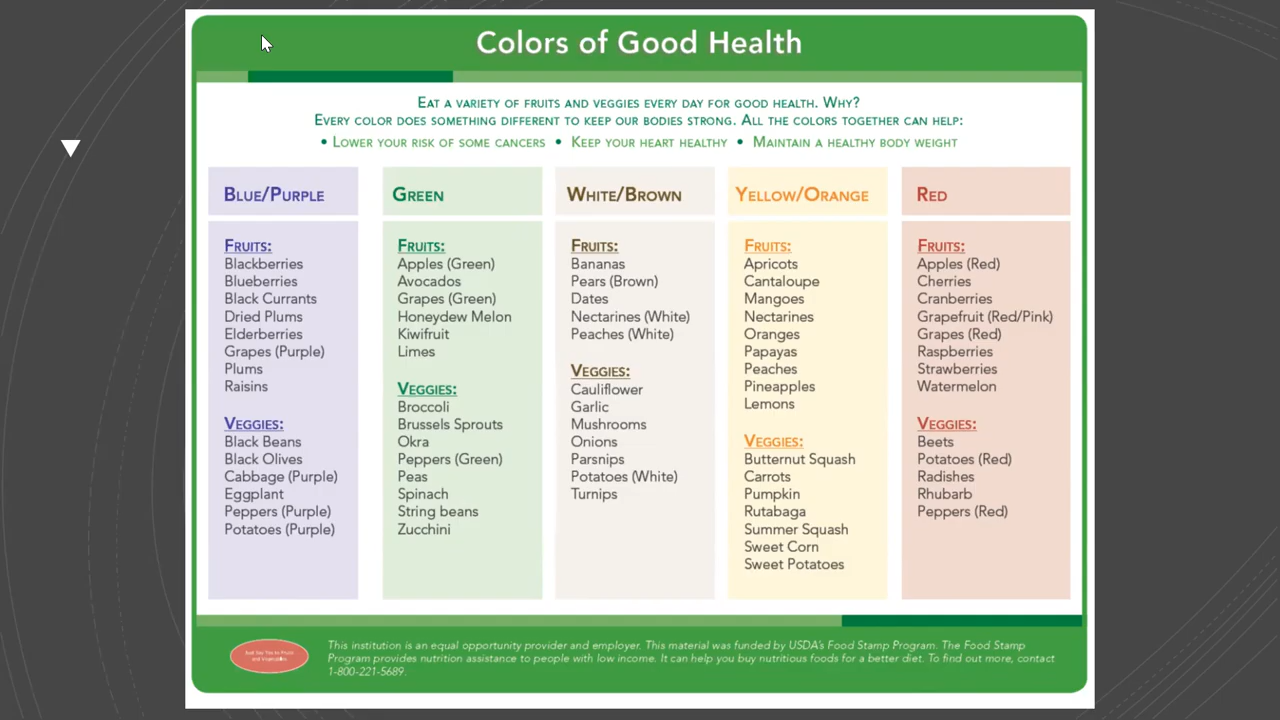 Colors of Good Health
Eat a variety of fruits and veggies every day for good health. Why?
Every color does something different to keep our bodies strong. All the colors together can help:
• Lower your risk of some cancers • Keep your heart healthy • Maintain a healthy body weight
Blue/Purple
Fruits:
Blackberries
Blueberries
Black Currants
Dried Plums
Elderberries
Grapes (Purple)
Plums
Raisins
Veggies:
Black Beans
Black Olives
Cabbage (Purple)
Eggplant
Peppers (Purple)
Potatoes (Purple)
Green
Fruits:
Apples (Green)
Avocados
Grapes (Green)
Honeydew Melon
Kiwifruit
Limes
Veggies:
Broccoli
Brussels Sprouts
Okra
Peppers (Green)
Peas
Spinach
String beans
Zucchini
White/Brown
Fruits:
Bananas
Pears (Brown)
Dates
Nectarines (White)
Peaches (White)
Veggies:
Cauliflower
Garlic
Mushrooms
Onions
Parsnips
Potatoes (White)
Turnips
Yellow/Orange
Fruits:
Apricots
Cantaloupe
Mangoes
Nectarines
Oranges
Papayas
Peaches
Pineapples
Lemons
Veggies:
Butternut Squash
Carrots
Pumpkin
Rutabaga
Summer Squash
Sweet Corn
Sweet Potatoes
Red
Fruits:
Apples (Red)
Cherries
Cranberries
Grapefruit (Red/Pink)
Grapes (Red)
Raspberries
Strawberries
Watermelon
Veggies:
Beets
Potatoes (Red)
Radishes
Rhubarb
Peppers (Red)
Just Say Yes to Fruits
and Vegetables
This institution is an equal opportunity provider and employer. This material was funded by USDA's Food Stamp Program. The Food Stamp
Program provides nutrition assistance to people with low income. It can help you buy nutritious foods for a better diet. To find out more, contact
1-800-221-5689.